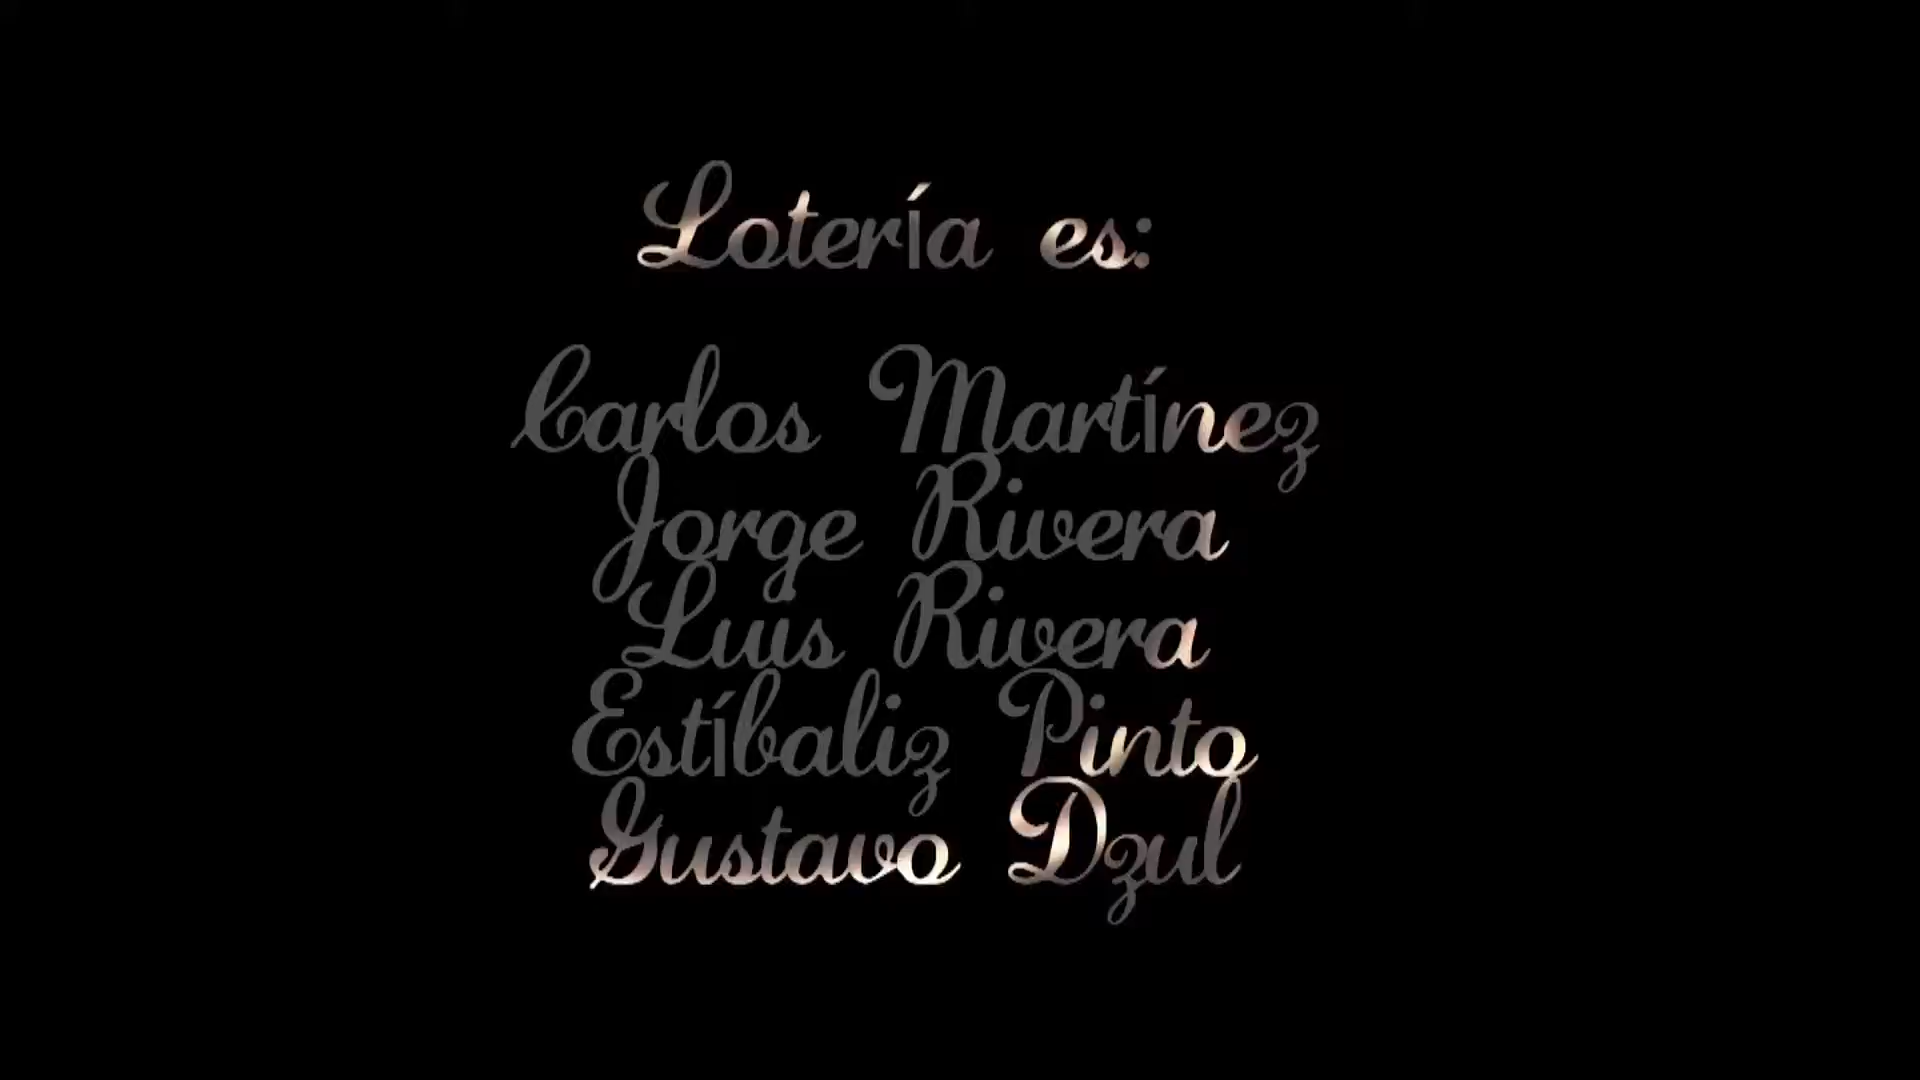 Lotería es:
Carlos Martínez
Jorge Rivera
Luis Rivera
Estíbaliz Pinto
Gustavo Dzul